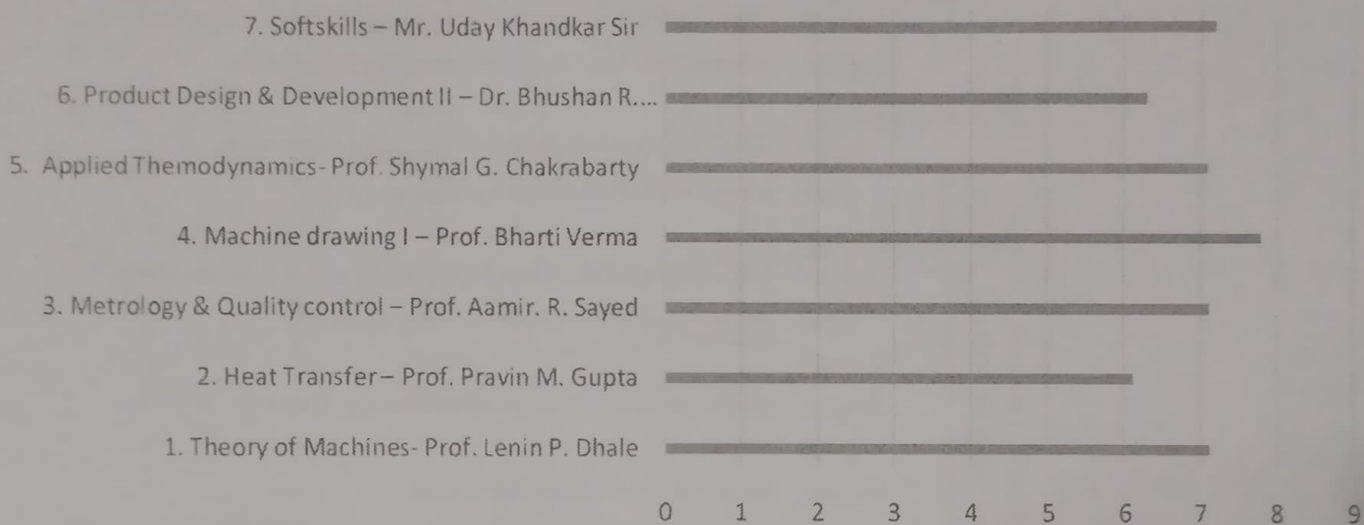 7. Softskills – Mr. Uday Khandkar Sir
6. Product Design & Development II – Dr. Bhushan R....
5. Applied Themodynamics- Prof. Shymal G. Chakrabarty
4. Machine drawing I – Prof. Bharti Verma
3. Metrology & Quality control – Prof. Aamir. R. Sayed
2. Heat Transfer – Prof. Pravin M. Gupta
1. Theory of Machines- Prof. Lenin P. Dhale
0 1 2 3 4 5 6 7 8 9